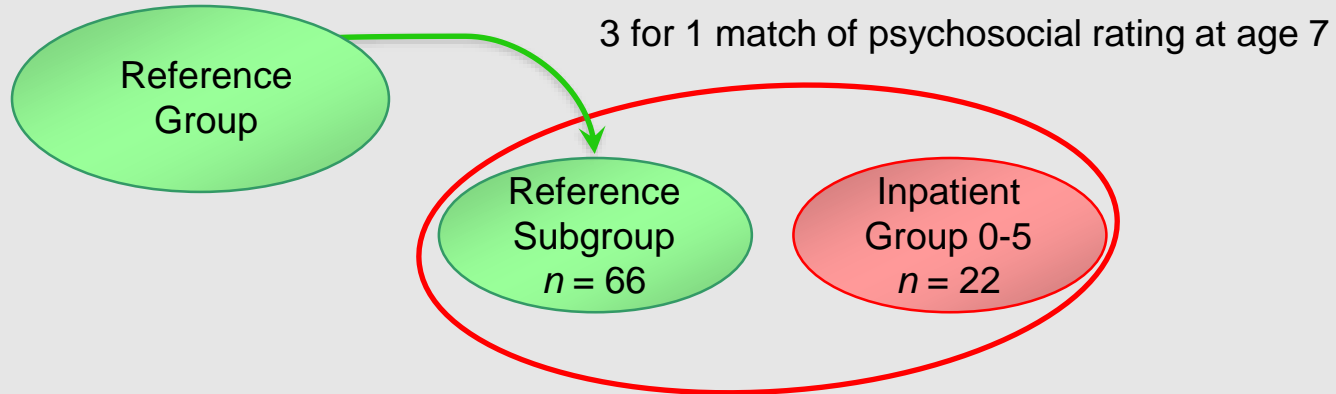 3 for 1 match of psychosocial rating at age 7
Reference
Group
Reference
Subgroup
n = 66
Inpatient
Group 0-5
n = 22